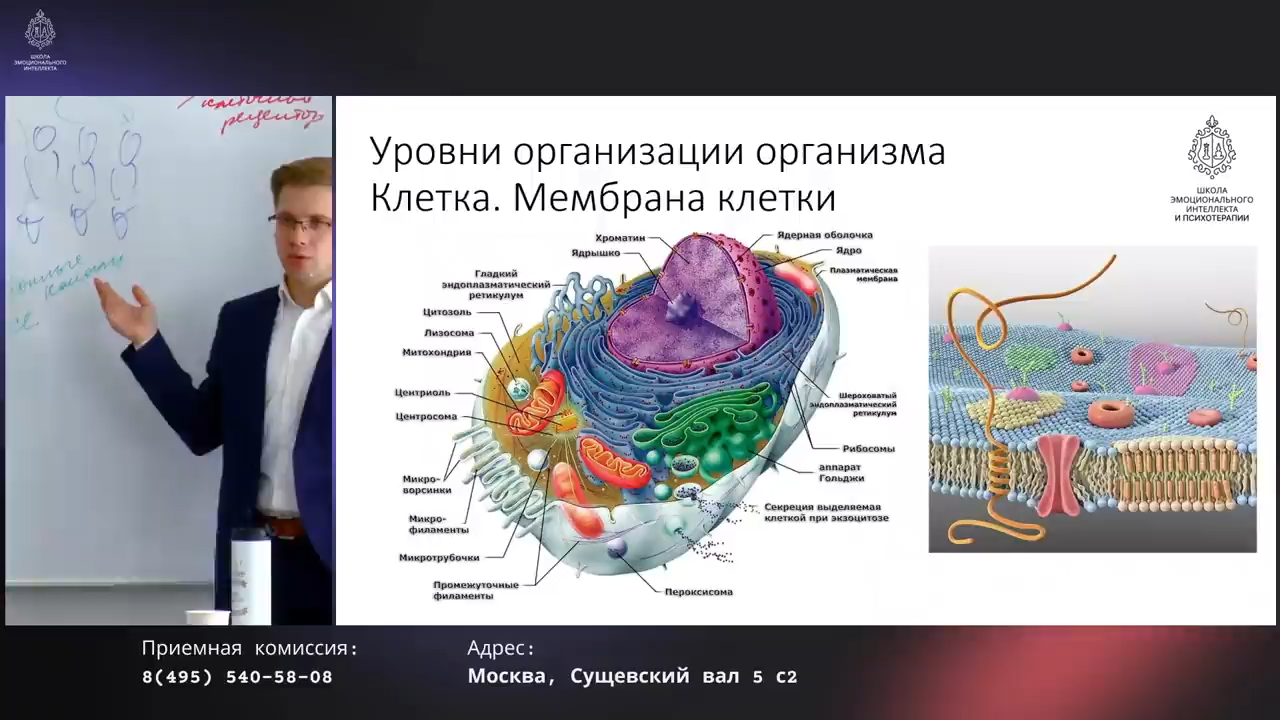 ШКОЛА
ЭМОЦИОНАЛЬНОГО
ИНТЕЛЛЕКТА
клеточный
рецептор
Уровни организации организма
Клетка. Мембрана клетки
ШКОЛА
ЭМОЦИОНАЛЬНОГО
ИНТЕЛЛЕКТА
И ПСИХОТЕРАПИИ
Хроматин
Ядрышко
Гладкий
эндоплазматический
ретикулум
Цитозоль
Лизосома
Митохондрия
Центриоль
Центросома
Микро-
ворсинки
Микро-
филаменты
Микротрубочки
Промежуточные
филаменты
Ядерная оболочка
Ядро
Плазматическая
мембрана
Шероховатый
эндоплазматический
ретикулум
Рибосомы
аппарат
Гольджи
Секреция выделяемая
клеткой при экзоцитозе
Пероксисома
Приемная комиссия:
8(495) 540-58-08
Адрес:
Москва, Сущевский вал 5 с2